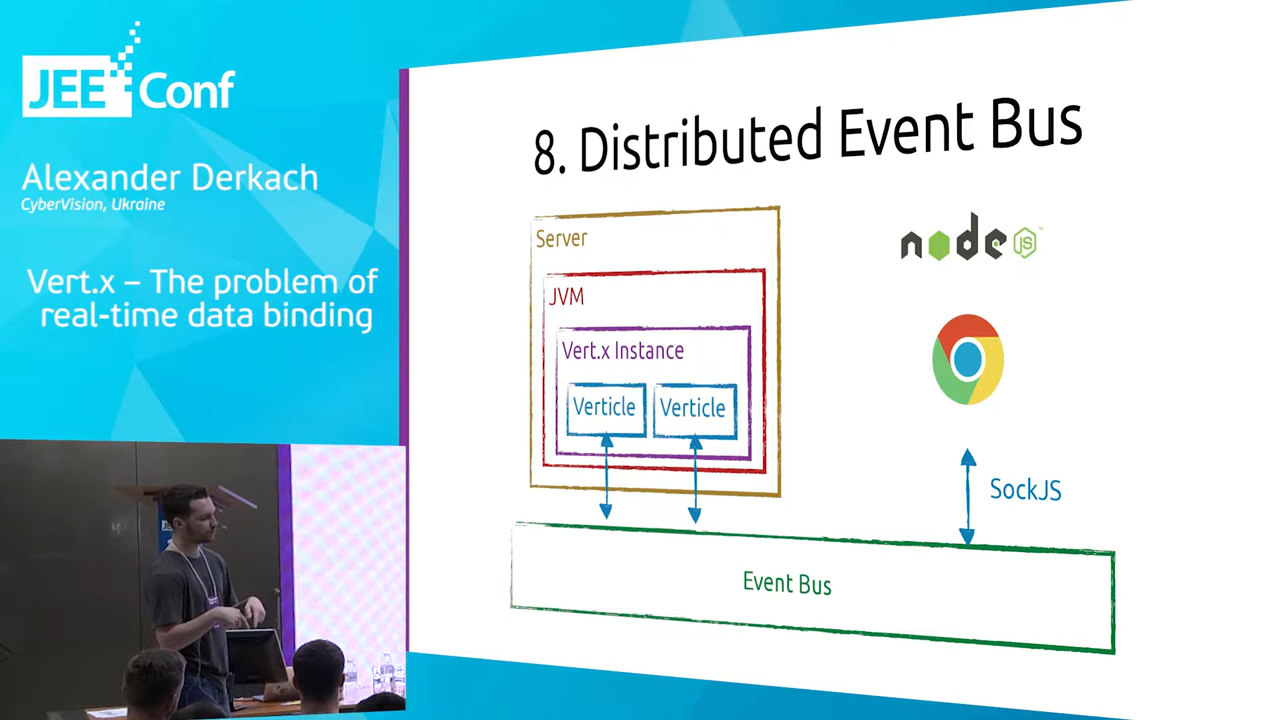 JEE Conf
Alexander Derkach
CyberVision, Ukraine
Vert.x – The problem of
real-time data binding
8. Distributed Event Bus
Server
JVM
Vert.x Instance
Verticle
Verticle
node JS
SockJS
Event Bus